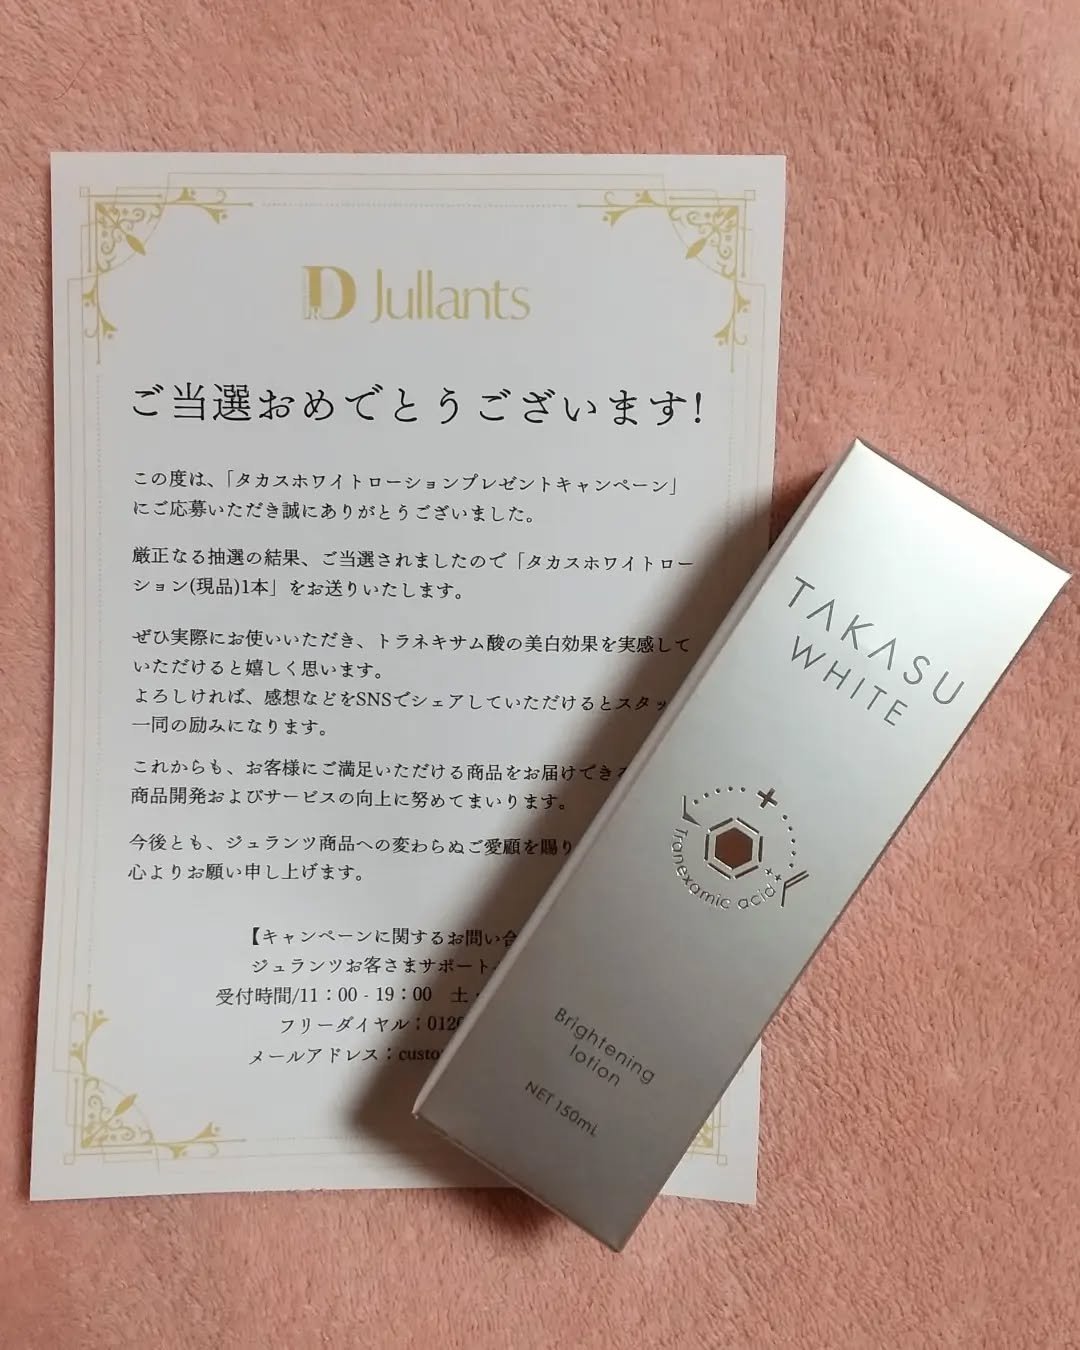 D Jullants
ご当選おめでとうございます!
この度は、「タカスホワイトローションプレゼントキャンペーン」
にご応募いただき誠にありがとうございました。
厳正なる抽選の結果、ご当選されましたので「タカスホワイトロー
ション(現品)1本」をお送りいたします。
ぜひ実際にお使いいただき、トラネキサム酸の美白効果を実感して
いただけると嬉しく思います。
よろしければ、感想などをSNSでシェアしていただけるとスタッ
一同の励みになります。
これからも、お客様にご満足いただける商品をお届けできる
商品開発およびサービスの向上に努めてまいります。
今後とも、ジュランツ商品への変わらぬご愛顧を賜り
心よりお願い申し上げます。
【キャンペーンに関するお問い合
ジュランツお客さまサポート
受付時間/11：00 - 19：00 土
フリーダイヤル：0120
メールアドレス：custo
TAKASU
WHITE
Tranexamic acid
Brightening
lotion
NET 150mL